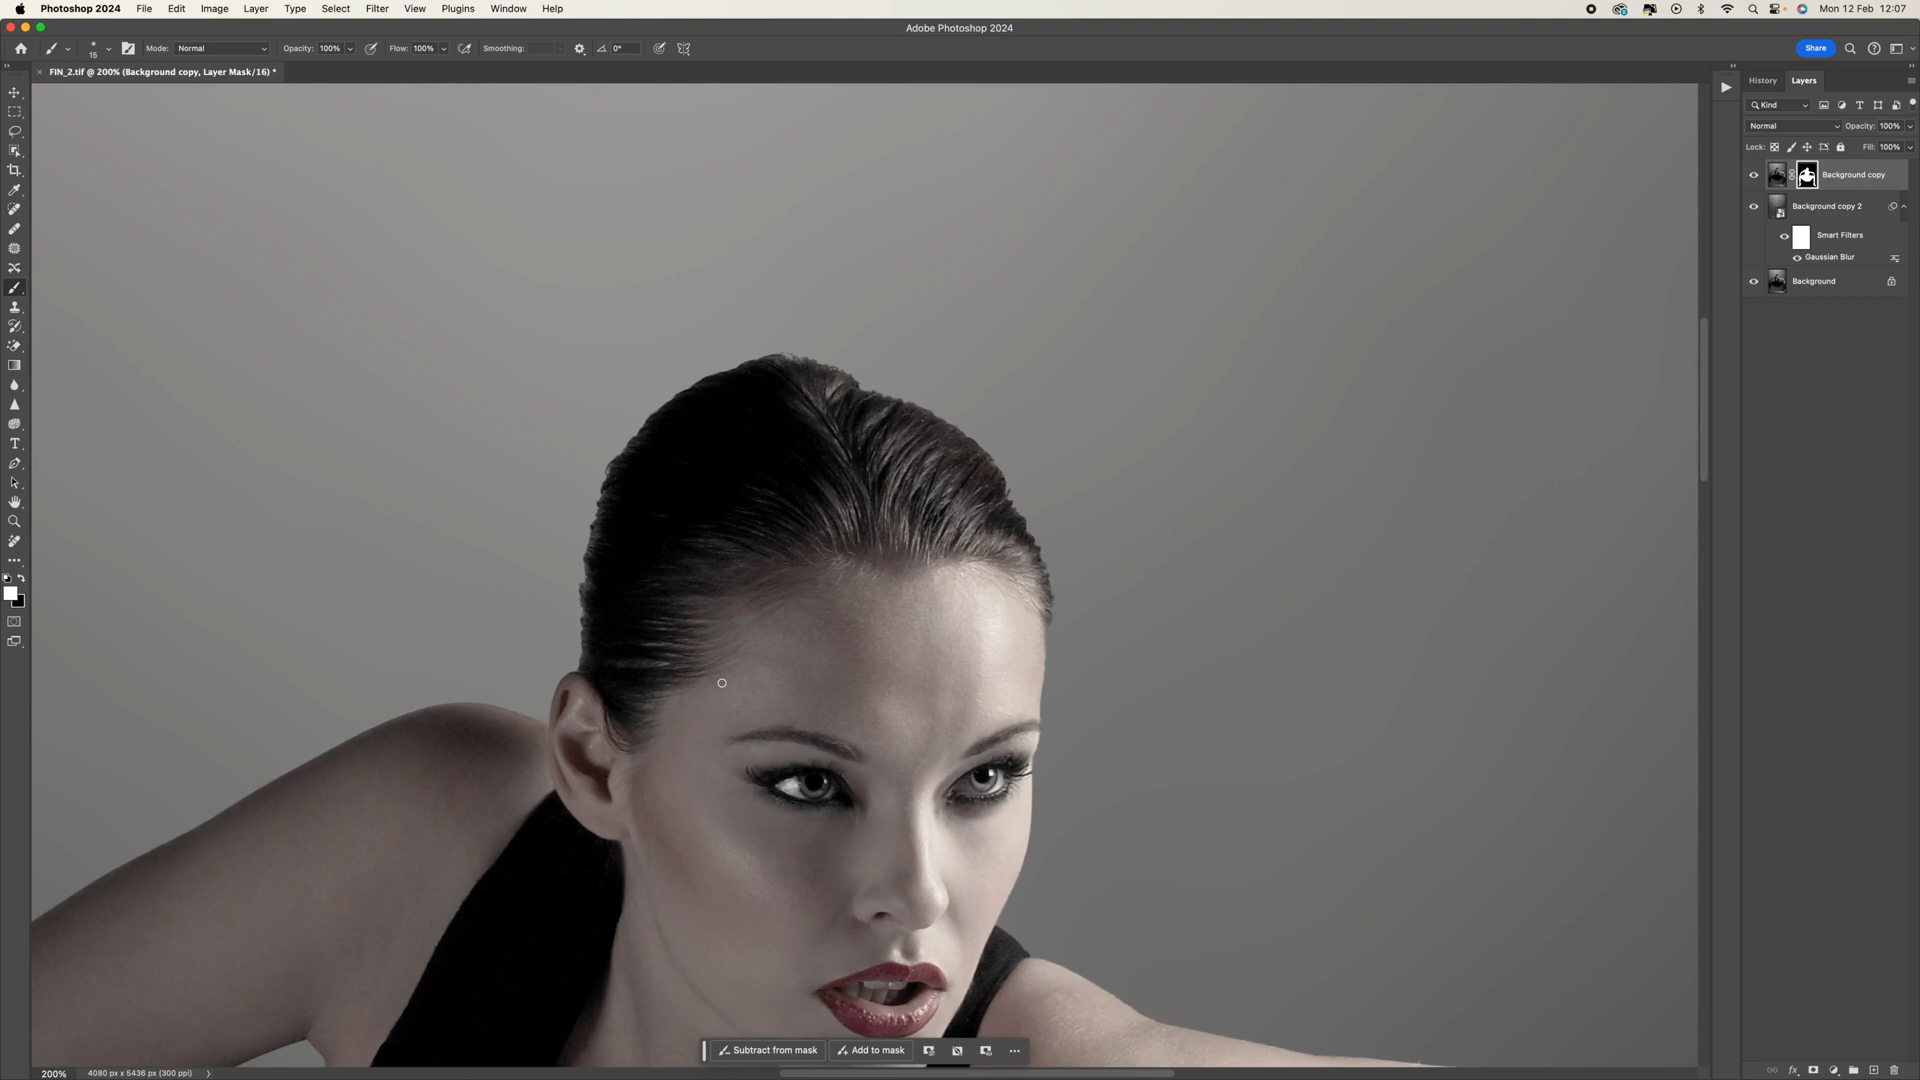 Photoshop 2024 File Edit Image Layer Type Select Filter View Plugins Window Help Mon 12 Feb 12:07
Adobe Photoshop 2024
15 Mode: Normal Opacity: 100% Flow: 100% Smoothing: 0° Share
FIN_2.tif @ 200% (Background copy, Layer Mask/16) *
History Layers
Kind
Normal Opacity: 100%
Lock: Fill: 100%
Background copy
Background copy 2
Smart Filters
Gaussian Blur
Background
Subtract from mask Add to mask
200% 4080 px x 5436 px (300 ppi)